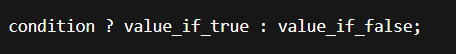 condition ? value_if_true : value_if_false;